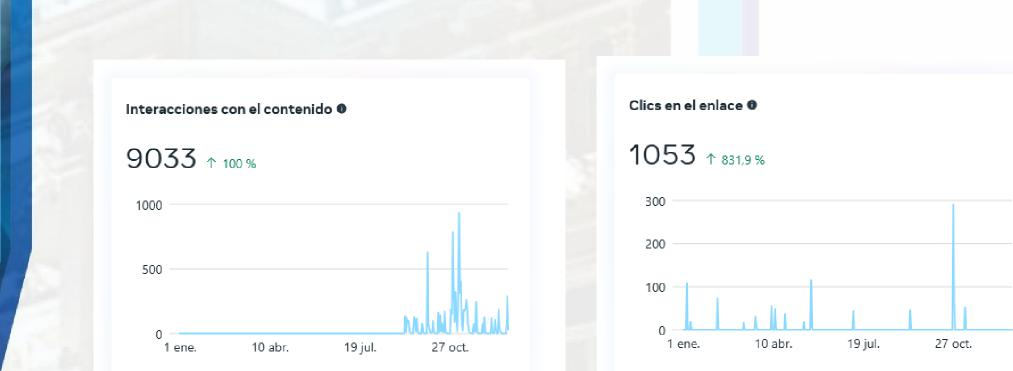 Interacciones con el contenido
9033 ↑ 100 %
1000
500
0
1 ene. 10 abr. 19 jul. 27 oct.
Clics en el enlace
1053 ↑ 831,9 %
300
200
100
0
1 ene. 10 abr. 19 jul. 27 oct.